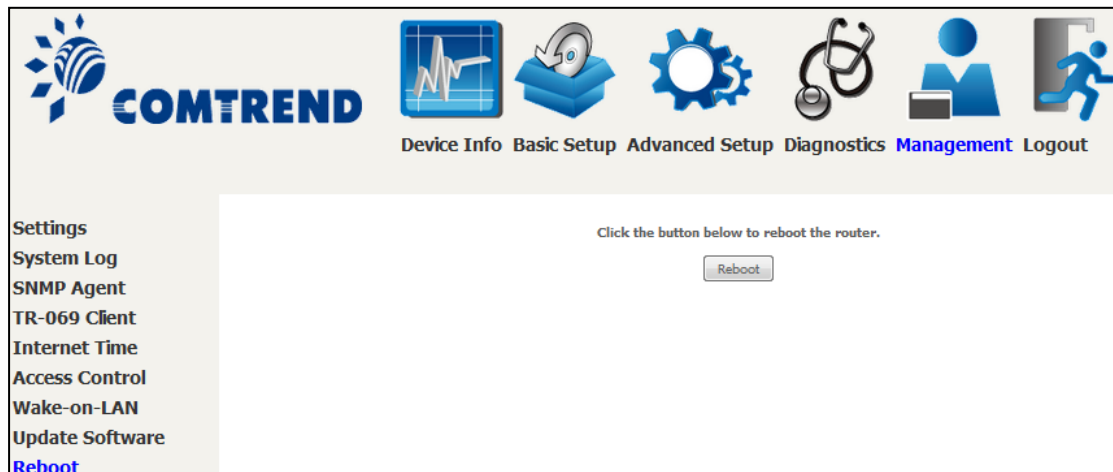 COMTREND
Device Info Basic Setup Advanced Setup Diagnostics Management Logout
Settings
System Log
SNMP Agent
TR-069 Client
Internet Time
Access Control
Wake-on-LAN
Update Software
Reboot
Click the button below to reboot the router.
Reboot